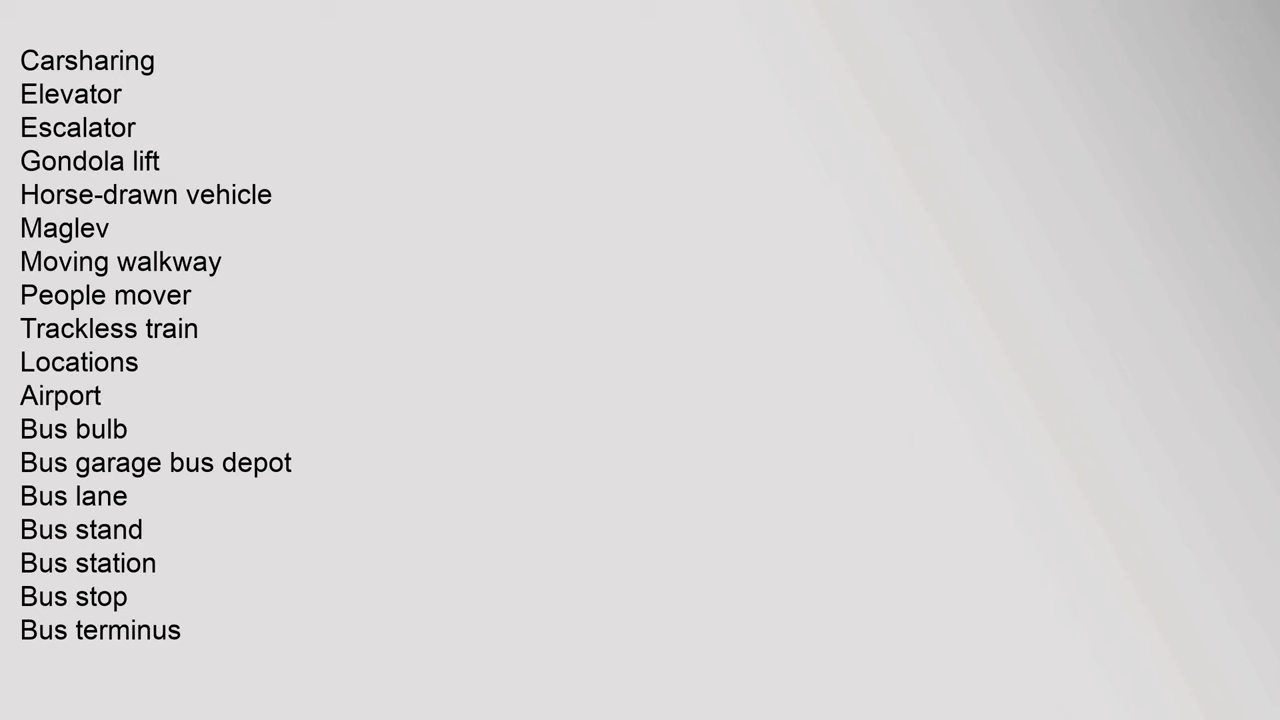 Carsharing
Elevator
Escalator
Gondola lift
Horse-drawn vehicle
Maglev
Moving walkway
People mover
Trackless train
Locations
Airport
Bus bulb
Bus garage bus depot
Bus lane
Bus stand
Bus station
Bus stop
Bus terminus